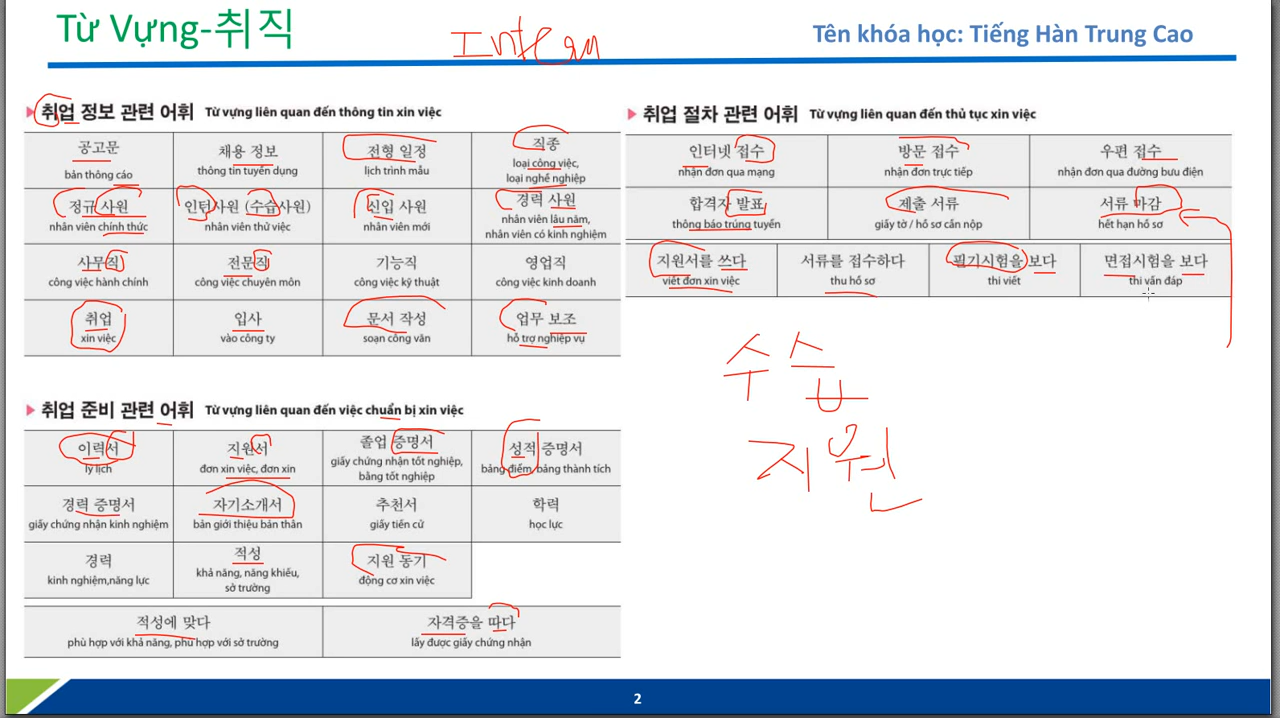 Từ Vựng-취직
Intern
Tên khóa học: Tiếng Hàn Trung Cao
취업 정보 관련 어휘 Từ vựng liên quan đến thông tin xin việc
공고문 채용 정보 전형 일정 직종
bản thông cáo thông tin tuyển dụng lịch trình mẫu loại công việc,
loại nghề nghiệp
정규 사원 인턴사원 (수습사원) 신입 사원 경력 사원
nhân viên chính thức nhân viên thử việc nhân viên mới nhân viên lâu năm,
nhân viên có kinh nghiệm
사무직 전문직 기능직 영업직
công việc hành chính công việc chuyên môn công việc kỹ thuật công việc kinh doanh
취업 입사 문서 작성 업무 보조
xin việc vào công ty soạn công văn hỗ trợ nghiệp vụ
취업 준비 관련 어휘 Từ vựng liên quan đến việc chuẩn bị xin việc
이력서 지원서 졸업 증명서 성적 증명서
lý lịch đơn xin việc, đơn xin giấy chứng nhận tốt nghiệp, bảng điểm, bảng thành tích
bằng tốt nghiệp
경력 증명서 자기소개서 추천서 학력
giấy chứng nhận kinh nghiệm bản giới thiệu bản thân giấy tiến cử học lực
경력 적성 지원 동기
kinh nghiệm,năng lực khả năng, năng khiếu, động cơ xin việc
sở trường
적성에 맞다 자격증을 따다
phù hợp với khả năng, phù hợp với sở trường lấy được giấy chứng nhận
취업 절차 관련 어휘 Từ vựng liên quan đến thủ tục xin việc
인터넷 접수 방문 접수 우편 접수
nhận đơn qua mạng nhận đơn trực tiếp nhận đơn qua đường bưu điện
합격자 발표 제출 서류 서류 마감
thông báo trúng tuyển giấy tờ / hồ sơ cần nộp hết hạn hồ sơ
지원서를 쓰다 서류를 접수하다 필기시험을 보다 면접시험을 보다
viết đơn xin việc thu hồ sơ thi viết thi vấn đáp
수습
지원
2